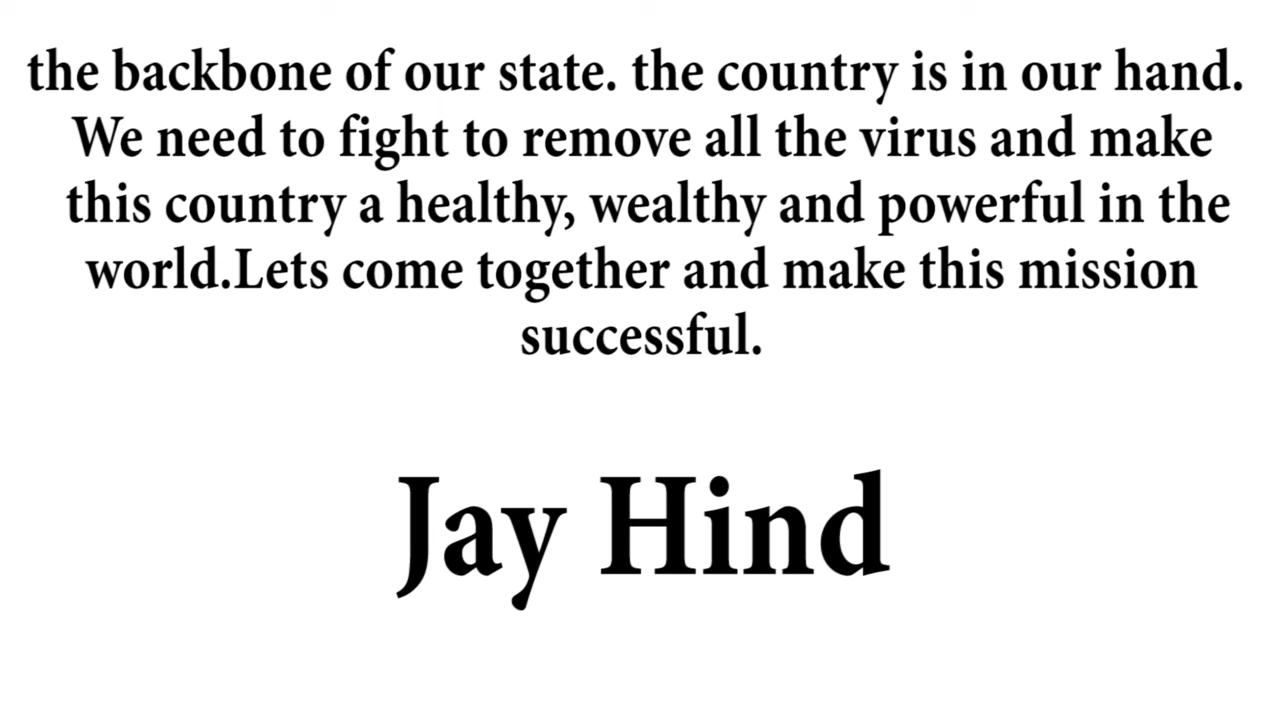 the backbone of our state. the country is in our hand.
We need to fight to remove all the virus and make
this country a healthy, wealthy and powerful in the
world.Lets come together and make this mission
successful.
Jay Hind